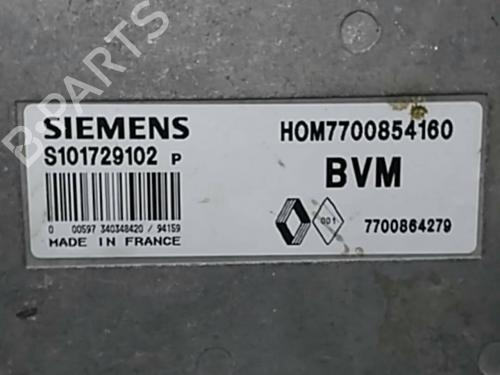 B-PARTS
SIEMENS
S101729102 P
0 00597 340348420 / 94159
MADE IN FRANCE
HOM7700854160
BVM
001
7700864279